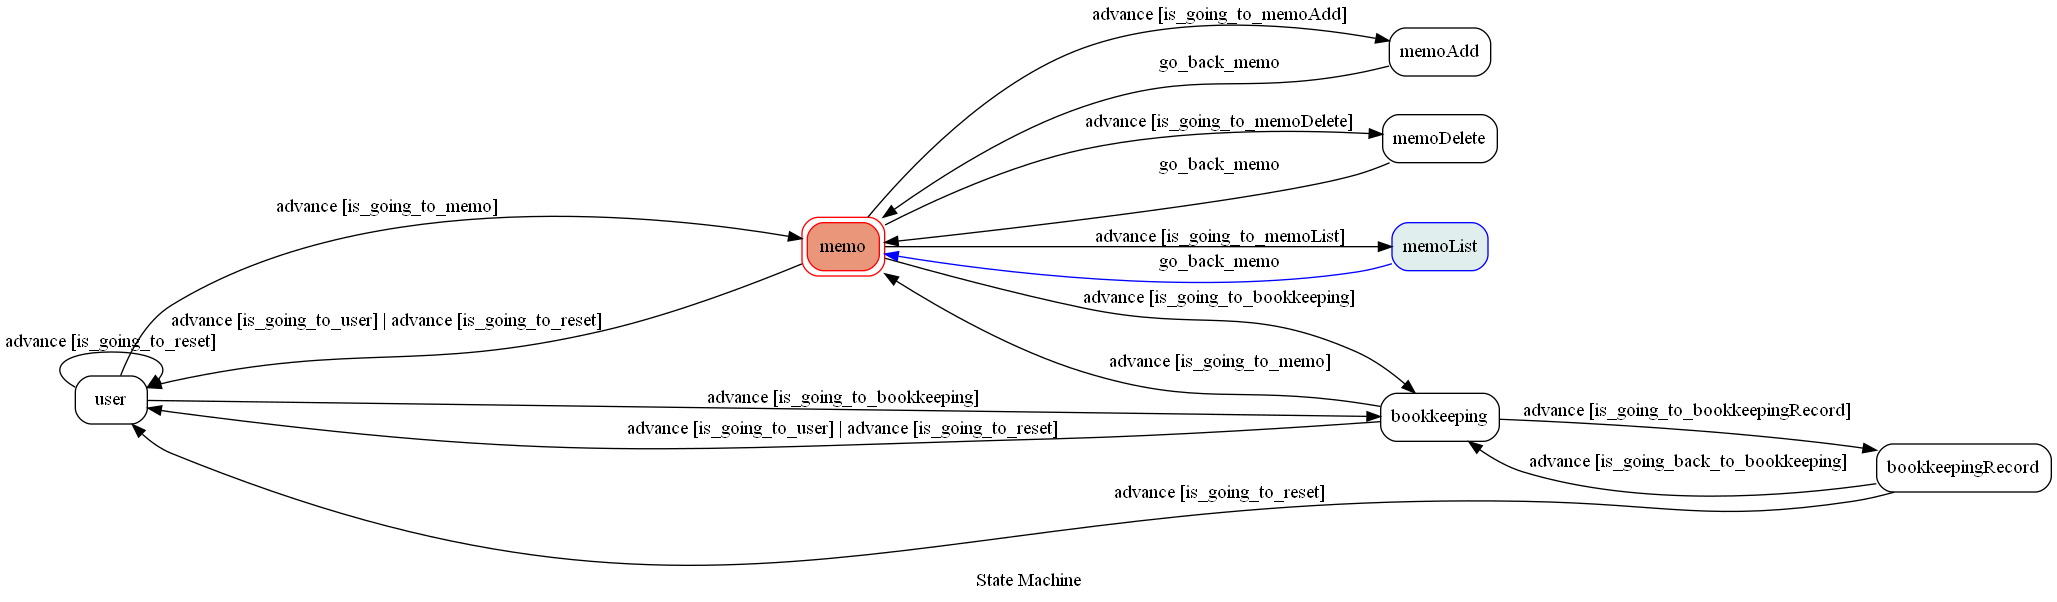 advance [is_going_to_memoAdd]
memoAdd
go_back_memo
advance [is_going_to_memoDelete]
memoDelete
go_back_memo
advance [is_going_to_memo]
memo
advance [is_going_to_memoList]
memoList
go_back_memo
advance [is_going_to_bookkeeping]
advance [is_going_to_user] | advance [is_going_to_reset]
advance [is_going_to_reset]
advance [is_going_to_memo]
user
advance [is_going_to_bookkeeping]
bookkeeping
advance [is_going_to_bookkeepingRecord]
advance [is_going_to_user] | advance [is_going_to_reset]
advance [is_going_back_to_bookkeeping]
bookkeepingRecord
advance [is_going_to_reset]
State Machine